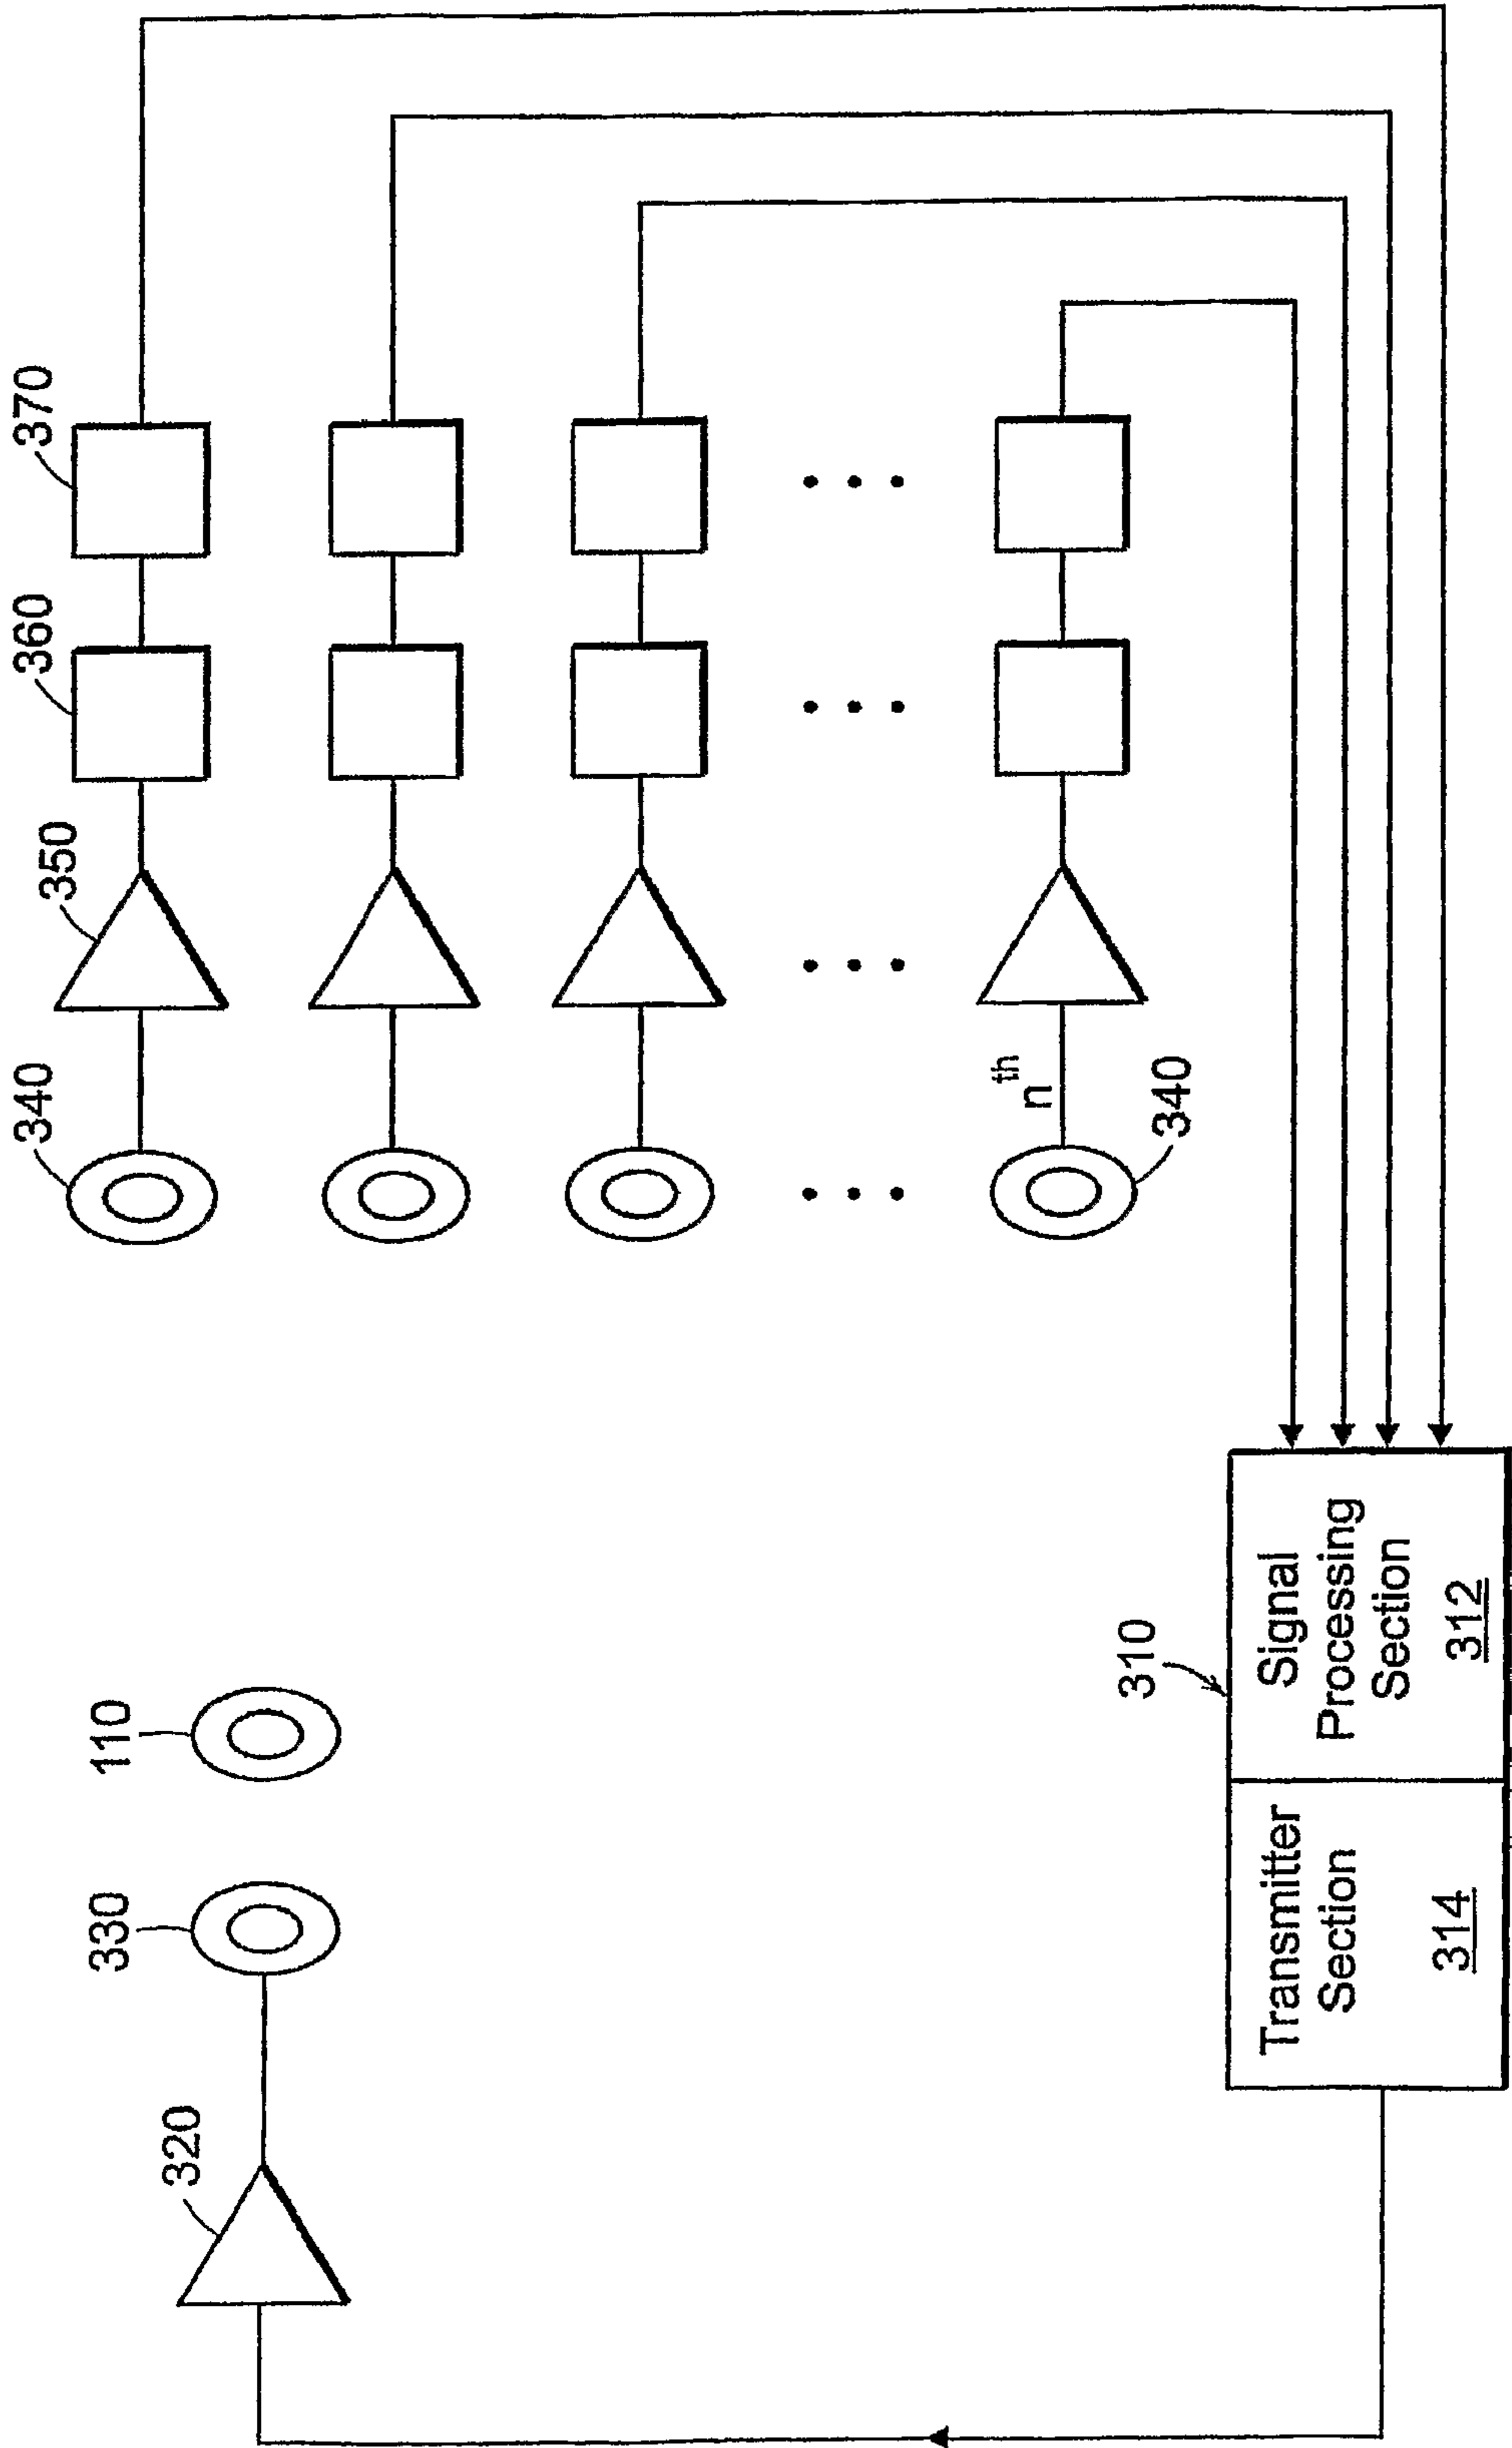 320
330
110
340
350
360
370
n th
340
310
Transmitter
Section
314
Signal
Processing
Section
312